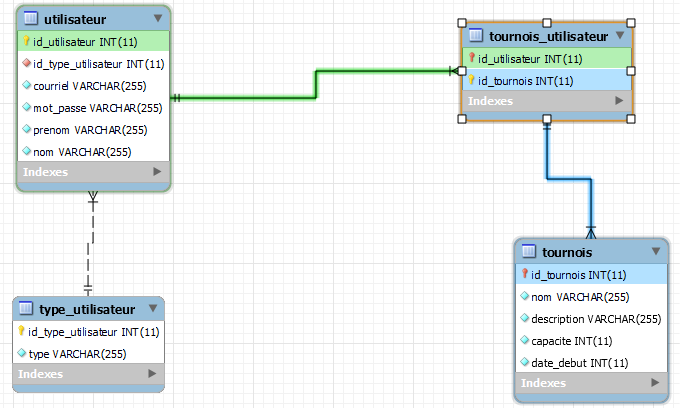 utilisateur
id_utilisateur INT(11)
id_type_utilisateur INT(11)
courriel VARCHAR(255)
mot_passe VARCHAR(255)
prenom VARCHAR(255)
nom VARCHAR(255)
Indexes
tournois_utilisateur
id_utilisateur INT(11)
id_tournois INT(11)
Indexes
type_utilisateur
id_type_utilisateur INT(11)
type VARCHAR(255)
Indexes
tournois
id_tournois INT(11)
nom VARCHAR(255)
description VARCHAR(255)
capacite INT(11)
date_debut INT(11)
Indexes